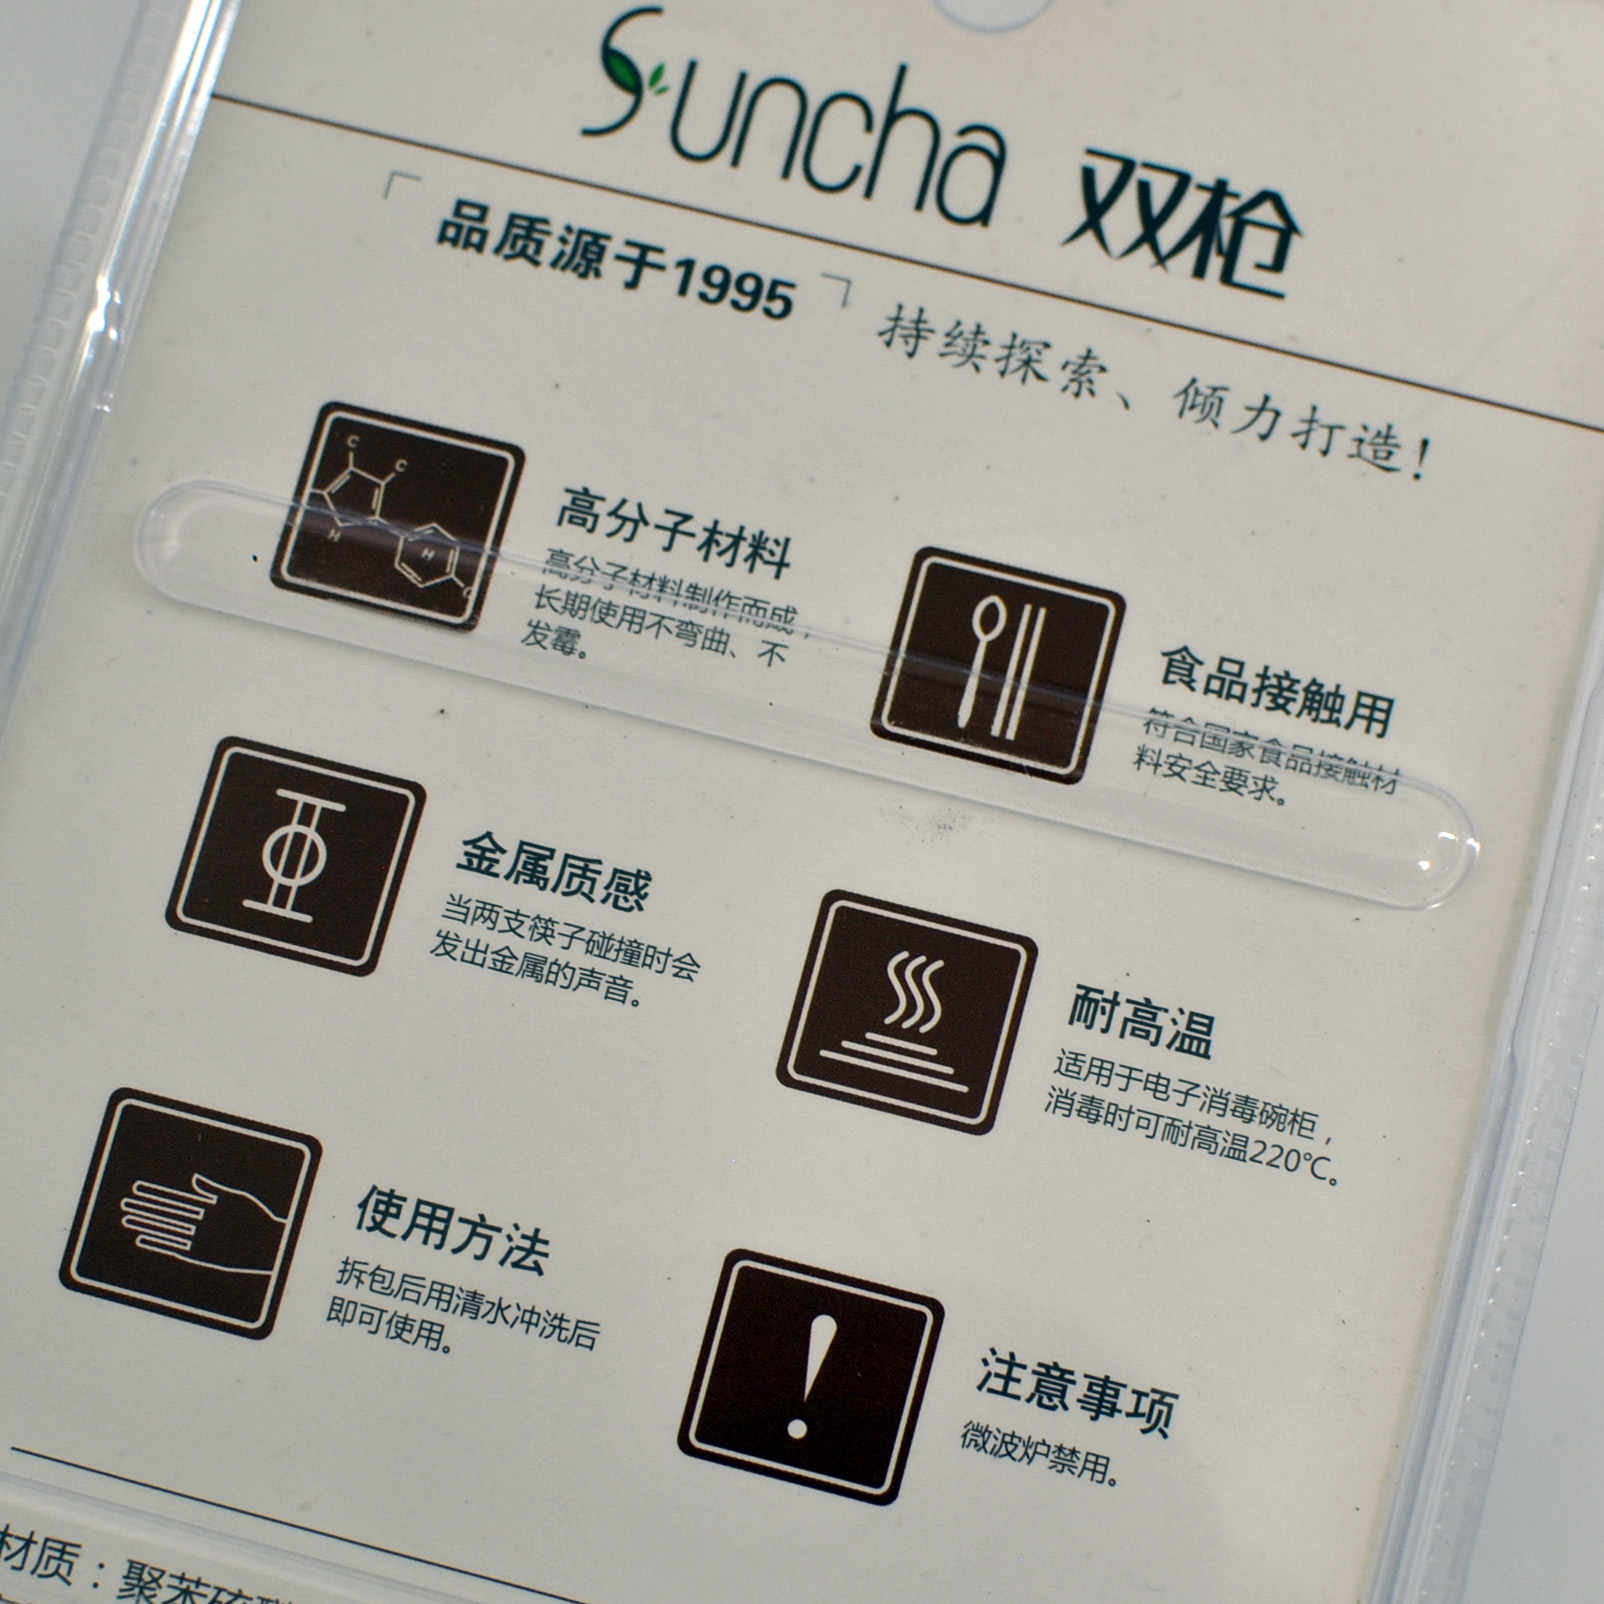 Suncha 双枪
「品质源于1995」持续探索、倾力打造!
高分子材料
高分子材料制作而成,
长期使用不弯曲、不
发霉。
食品接触用
符合国家食品接触材
料安全要求。
金属质感
当两支筷子碰撞时会
发出金属的声音。
耐高温
适用于电子消毒碗柜,
消毒时可耐高温220℃。
使用方法
拆包后用清水冲洗后
即可使用。
注意事项
微波炉禁用。
材质:聚苯硫醚